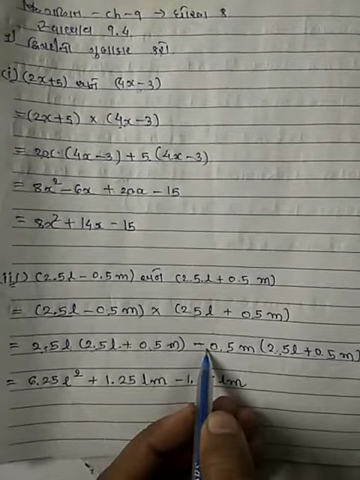 ગણિત - ch-9 → ધોરણ 8
સ્વાધ્યાય 9.4
1) દ્વિપદીનો ગુણાકાર કરો
(i) (2x+5) અને (4x-3)
= (2x+5) × (4x-3)
= 2x (4x-3) + 5 (4x-3)
= 8x² - 6x + 20x - 15
= 8x² + 14x - 15
(iii) (2.5l - 0.5m) અને (2.5l + 0.5m)
= (2.5l - 0.5m) × (2.5l + 0.5m)
= 2.5l (2.5l + 0.5m) - 0.5m (2.5l + 0.5m)
= 6.25l² + 1.25lm - 1. lm